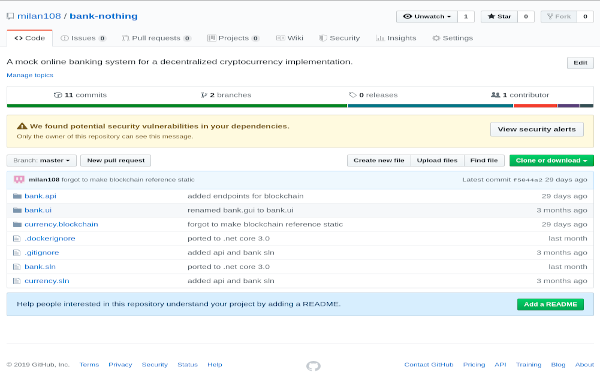 milan108 / bank-nothing
Unwatch 1 Star 0 Fork 0
Code Issues 0 Pull requests 0 Projects 0 Wiki Security Insights Settings
A mock online banking system for a decentralized cryptocurrency implementation. Edit
Manage topics
11 commits 2 branches 0 releases 1 contributor
We found potential security vulnerabilities in your dependencies.
Only the owner of this repository can see this message.
View security alerts
Branch: master New pull request Create new file Upload files Find file Clone or download
milan108 forgot to make blockchain reference static Latest commit 29 days ago
bank.api added endpoints for blockchain 29 days ago
bank.ui renamed bank.gui to bank.ui 3 months ago
currency.blockchain forgot to make blockchain reference static 29 days ago
.dockerignore ported to .net core 3.0 last month
.gitignore added api and bank sln 3 months ago
bank.sln ported to .net core 3.0 last month
currency.sln added api and bank sln 3 months ago
Help people interested in this repository understand your project by adding a README. Add a README
© 2019 GitHub, Inc. Terms Privacy Security Status Help Contact GitHub Pricing API Training Blog About